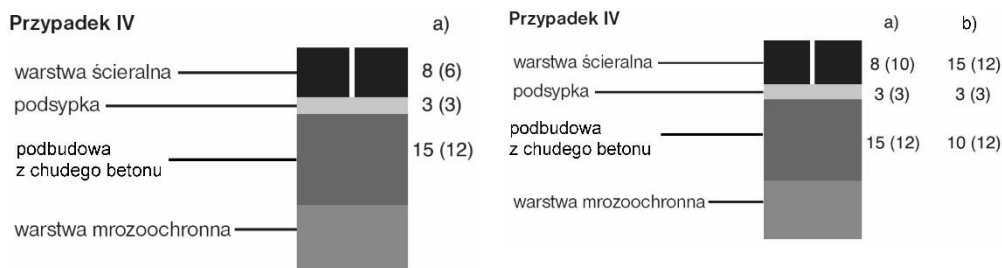 Przypadek IV a)
warstwa ścieralna 8 (6)
podsypka 3 (3)
podbudowa
z chudego betonu 15 (12)
warstwa mrozoochronna
Przypadek IV a) b)
warstwa ścieralna 8 (10) 15 (12)
podsypka 3 (3) 3 (3)
podbudowa
z chudego betonu 15 (12) 10 (12)
warstwa mrozoochronna